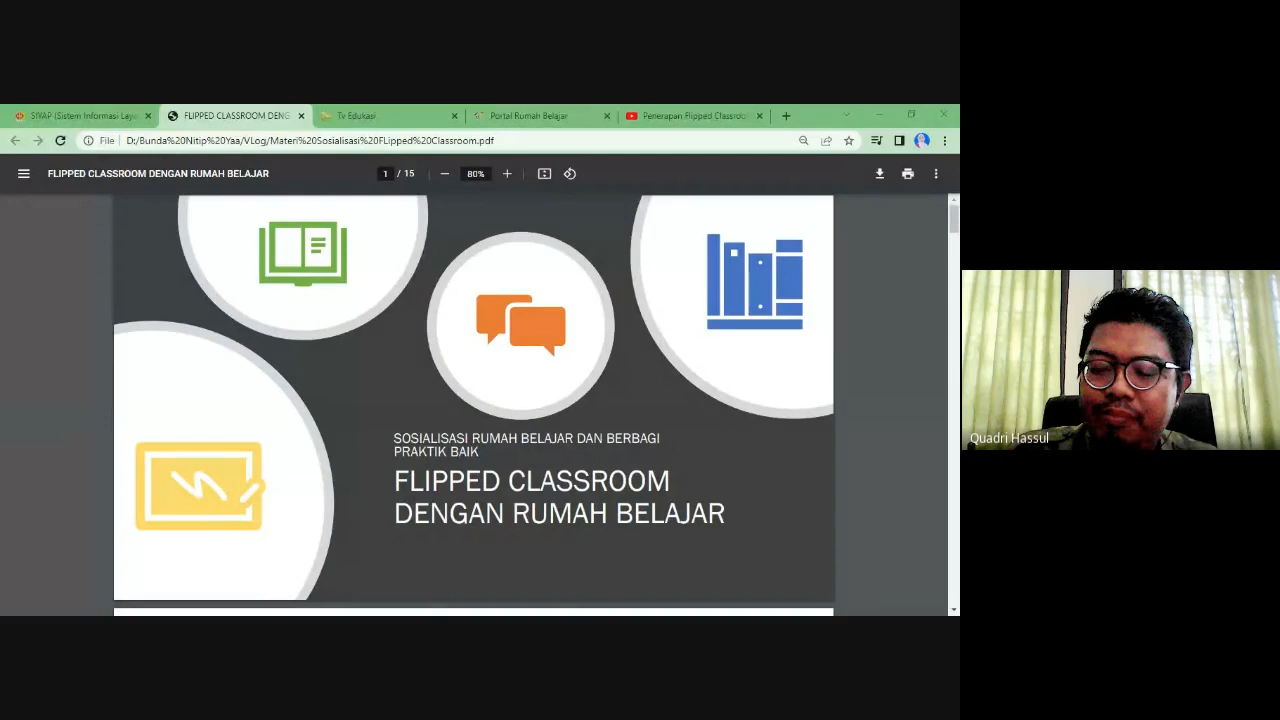 SIYAP (Sistem Informasi Laya
FLIPPED CLASSROOM DENG
Tv Edukasi
Portal Rumah Belajar
Penerapan Flipped Classroo
File
D:/Bunda%20Nitip%20Yaa/VLog/Materi%20Sosialisasi%20FLipped%20Classroom.pdf
FLIPPED CLASSROOM DENGAN RUMAH BELAJAR
1 / 15
80%
SOSIALISASI RUMAH BELAJAR DAN BERBAGI
PRAKTIK BAIK
FLIPPED CLASSROOM
DENGAN RUMAH BELAJAR
Quadri Hassul